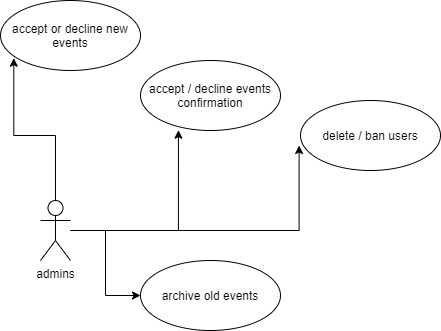 accept or decline new
events
accept / decline events
confirmation
delete / ban users
admins
archive old events